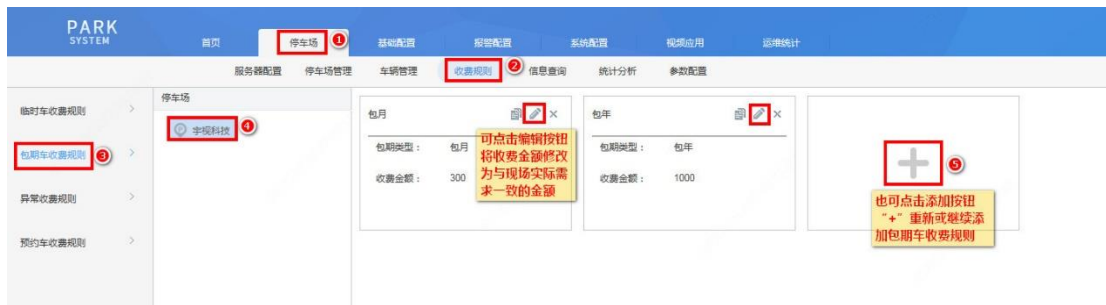 PARK
SYSTEM
首页
停车场
1
基础配置
报警配置
系统配置
视频应用
运维统计
服务器配置
停车场管理
车辆管理
收费规则
2
信息查询
统计分析
参数配置
临时车收费规则
包期车收费规则
3
异常收费规则
预约车收费规则
停车场
宇视科技
4
包月
包期类型：
包月
收费金额：
300
可点击编辑按钮
将收费金额修改
为与现场实际需
求一致的金额
包年
包期类型：
包年
收费金额：
1000
5
也可点击添加按钮
“+”重新或继续添
加包期车收费规则